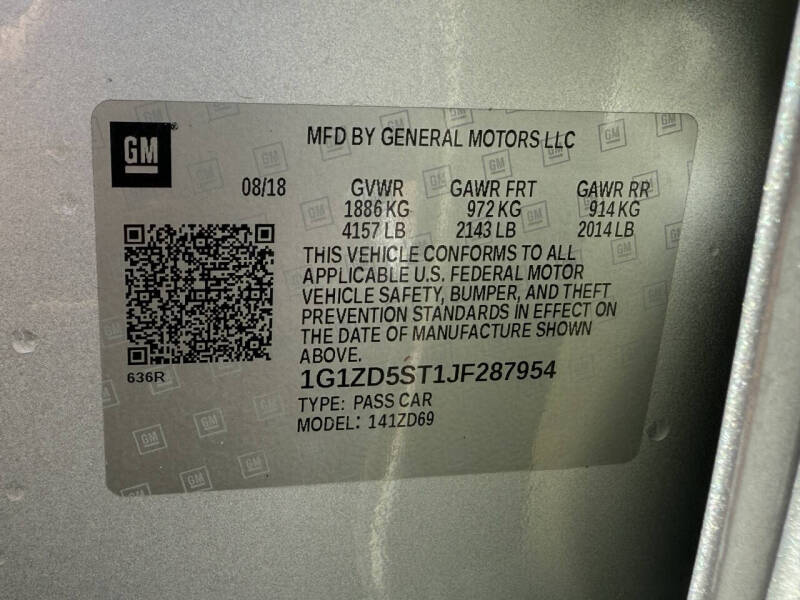 GM
MFD BY GENERAL MOTORS LLC
08/18 GVWR GAWR FRT GAWR RR
1886 KG 972 KG 914 KG
4157 LB 2143 LB 2014 LB
THIS VEHICLE CONFORMS TO ALL
APPLICABLE U.S. FEDERAL MOTOR
VEHICLE SAFETY, BUMPER, AND THEFT
PREVENTION STANDARDS IN EFFECT ON
THE DATE OF MANUFACTURE SHOWN
ABOVE.
636R
1G1ZD5ST1JF287954
TYPE: PASS CAR
MODEL: 141ZD69